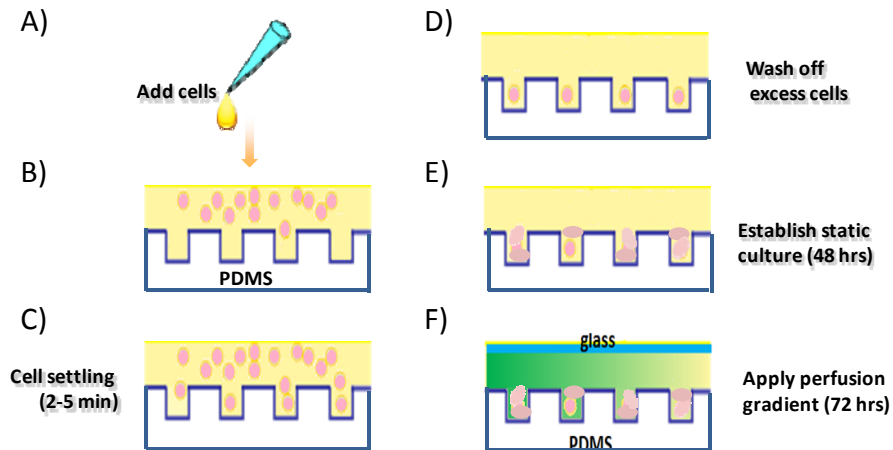 A)
Add cells
B)
PDMS
C)
Cell settling
(2-5 min)
D)
Wash off
excess cells
E)
Establish static
culture (48 hrs)
F)
glass
Apply perfusion
gradient (72 hrs)
PDMS